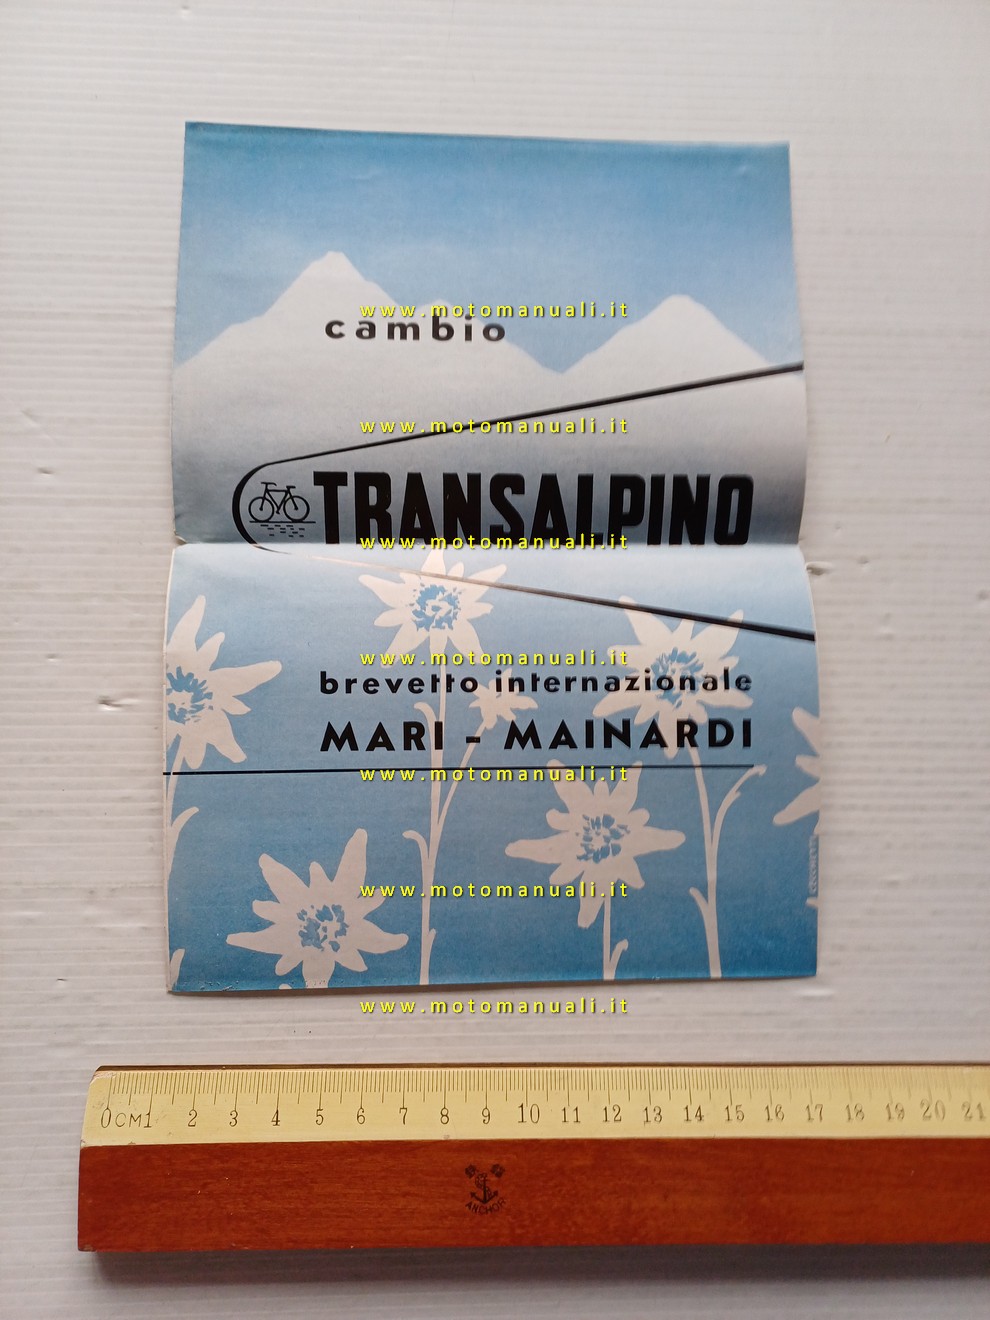 www.motomanuali.it
cambio
www.motomanuali.it
TRANSALPINO
www.motomanuali.it
www.motomanuali.it
brevetto internazionale
MARI - MAINARDI
www.motomanuali.it
www.motomanuali.it
www.motomanuali.it
0CM1 2 3 4 5 6 7 8 9 10 11 12 13 14 15 16 17 18 19 20 21
ANCHOR